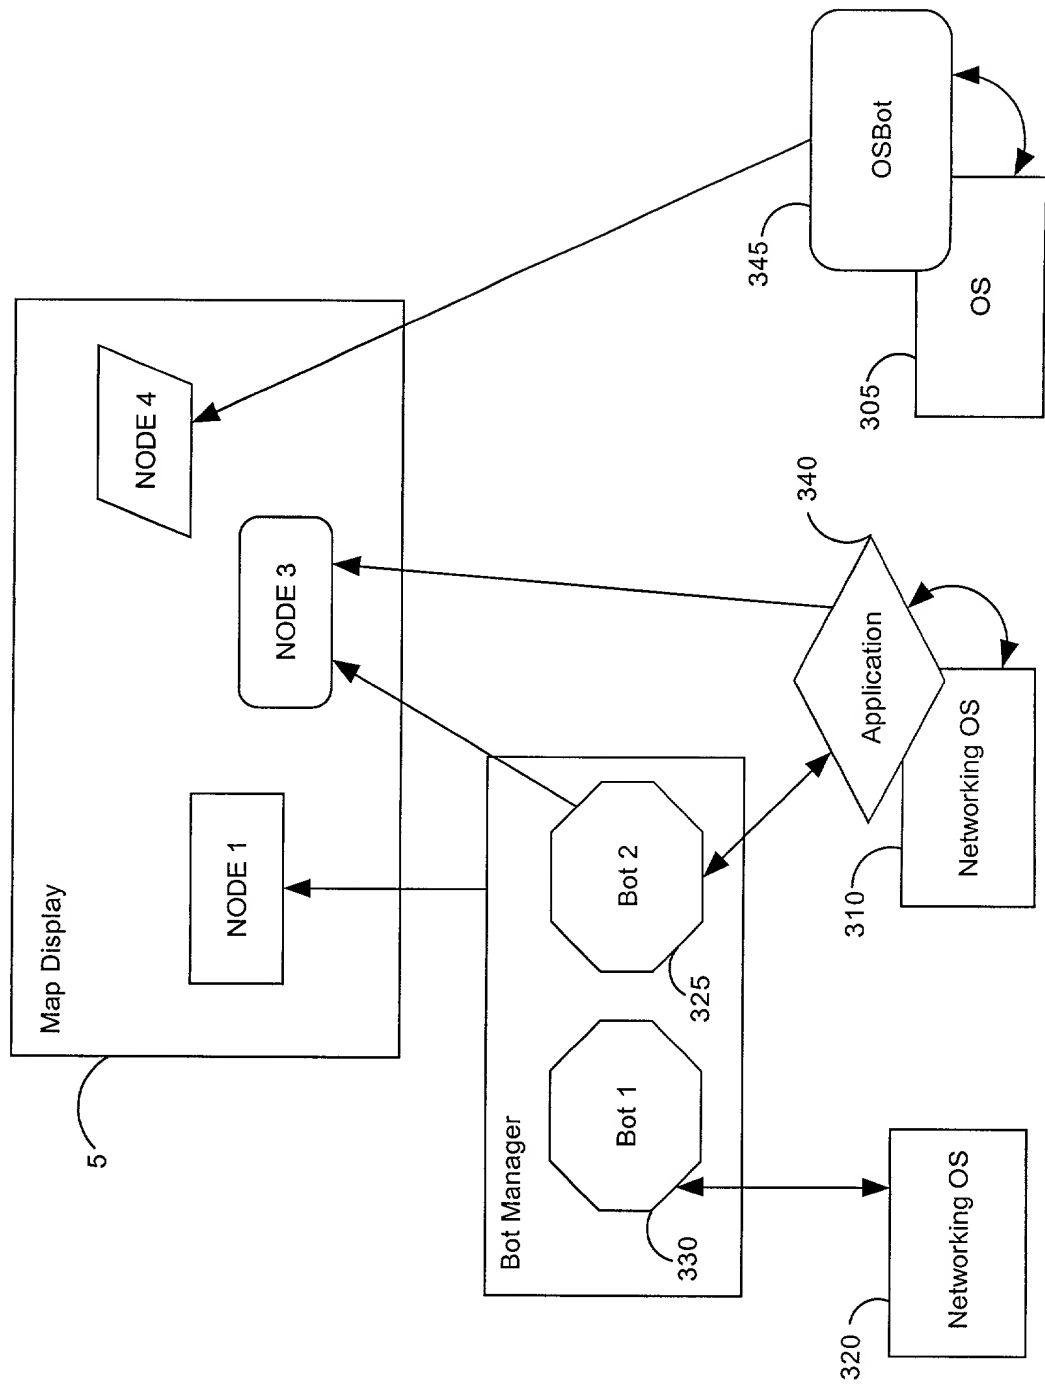 5
Map Display
NODE 1
NODE 3
NODE 4
Bot Manager
Bot 1
Bot 2
330
325
345
OSBot
340
Application
320
Networking OS
310
Networking OS
305
OS